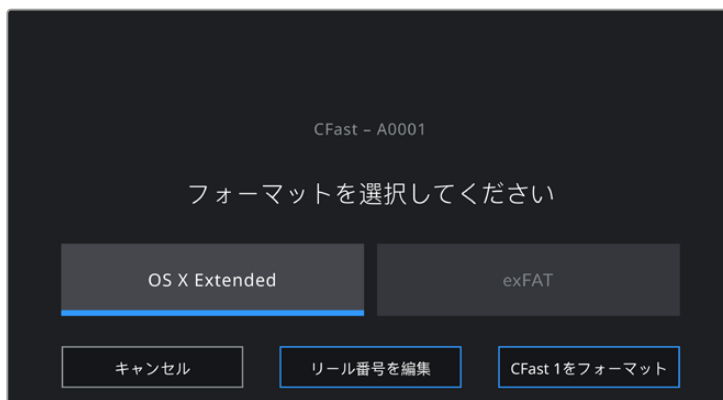 CFast – A0001
フォーマットを選択してください
OS X Extended exFAT
キャンセル リール番号を編集 CFast 1をフォーマット